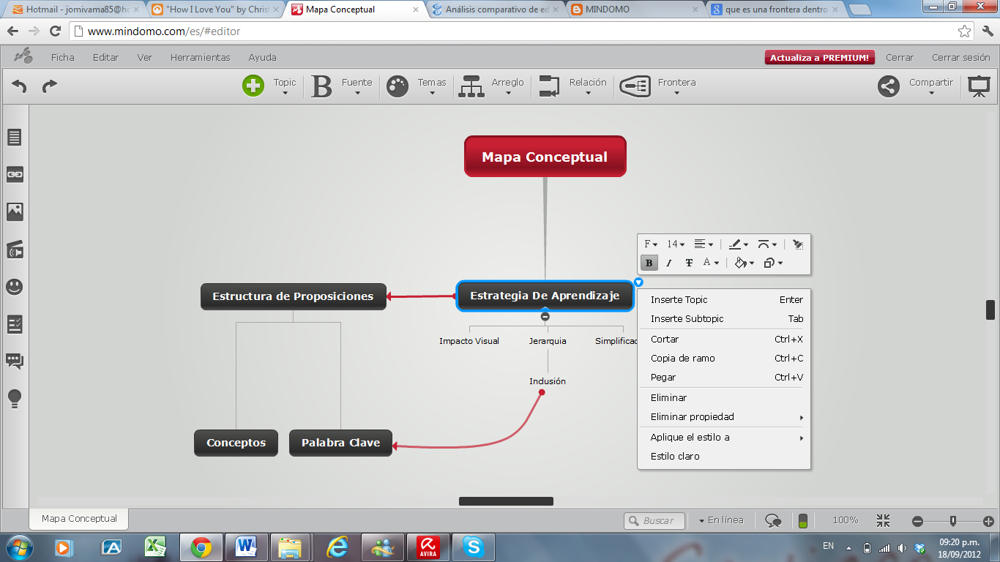 Hotmail - jomivama85@ho
"How I Love You" by Christ
Mapa Conceptual
Análisis comparativo de ed
MINDOMO
que es una frontera dentro
www.mindomo.com/es/#editor
Ficha
Editar
Ver
Herramientas
Ayuda
Actualiza a PREMIUM!
Cerrar
Cerrar sesión
Topic
B
Fuente
Temas
Arreglo
Relación
Frontera
Compartir
Mapa Conceptual
F
14
B
I
T
A
Estructura de Proposiciones
Estrategia De Aprendizaje
Impacto Visual
Jerarquia
Simplificac
Indusión
Conceptos
Palabra Clave
Inserte Topic Enter
Inserte Subtopic Tab
Cortar Ctrl+X
Copia de ramo Ctrl+C
Pegar Ctrl+V
Eliminar
Eliminar propiedad
Aplique el estilo a
Estilo claro
Mapa Conceptual
Buscar
En línea
100%
AVIRA
EN
09:20 p.m.
18/09/2012